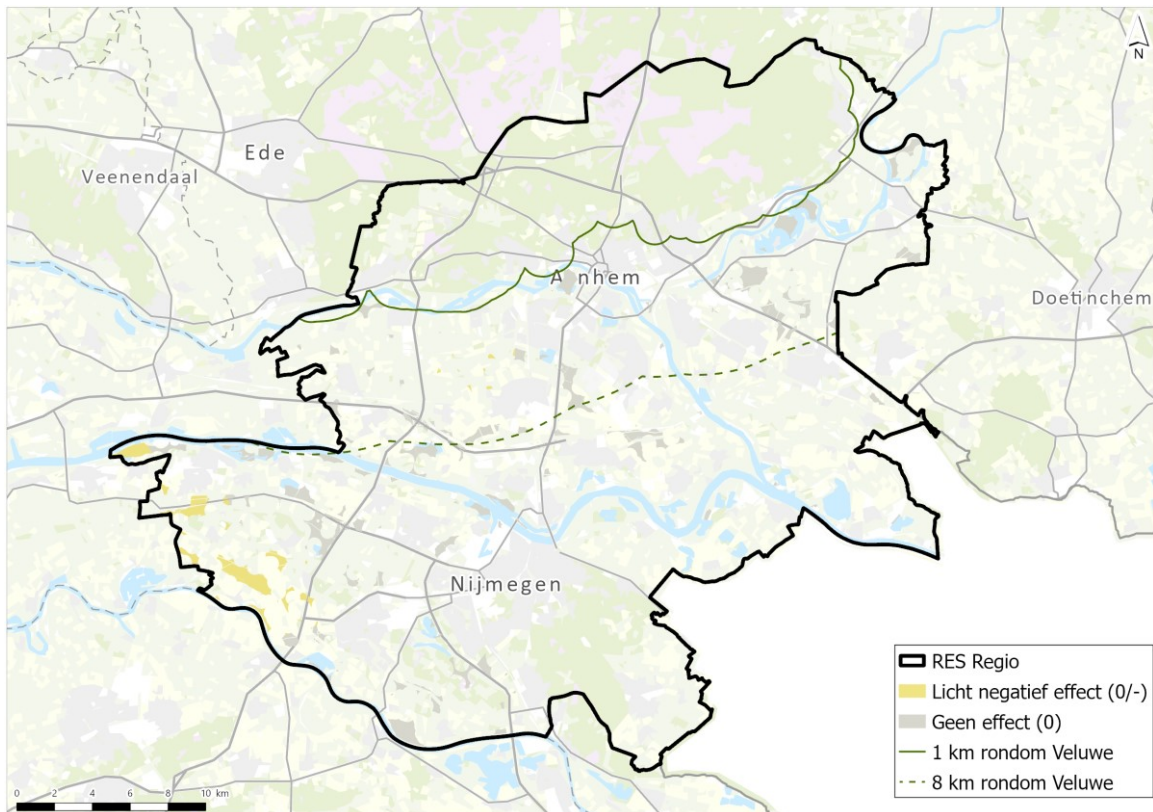 N
Ede
Veenendaal
A nhem
Doetinchem
Nijmegen
RES Regio
Licht negatief effect (0/-)
Geen effect (0)
1 km rondom Veluwe
8 km rondom Veluwe
0 2 4 6 8 10 km